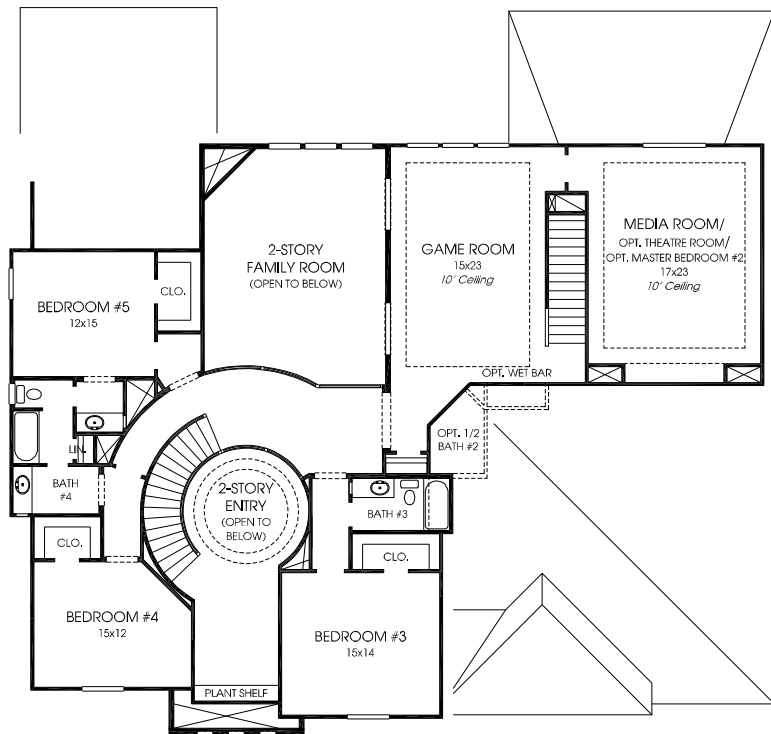 2-STORY
FAMILY ROOM
(OPEN TO BELOW)
GAME ROOM
15x23
10' Ceiling
MEDIA ROOM/
OPT. THEATRE ROOM/
OPT. MASTER BEDROOM #2
17x23
10' Ceiling
CLO.
BEDROOM #5
12x15
OPT. WET BAR
OPT. 1/2
BATH #2
LIN.
BATH
#4
2-STORY
ENTRY
(OPEN TO
BELOW)
BATH #3
CLO.
CLO.
BEDROOM #4
15x12
BEDROOM #3
15x14
PLANT SHELF